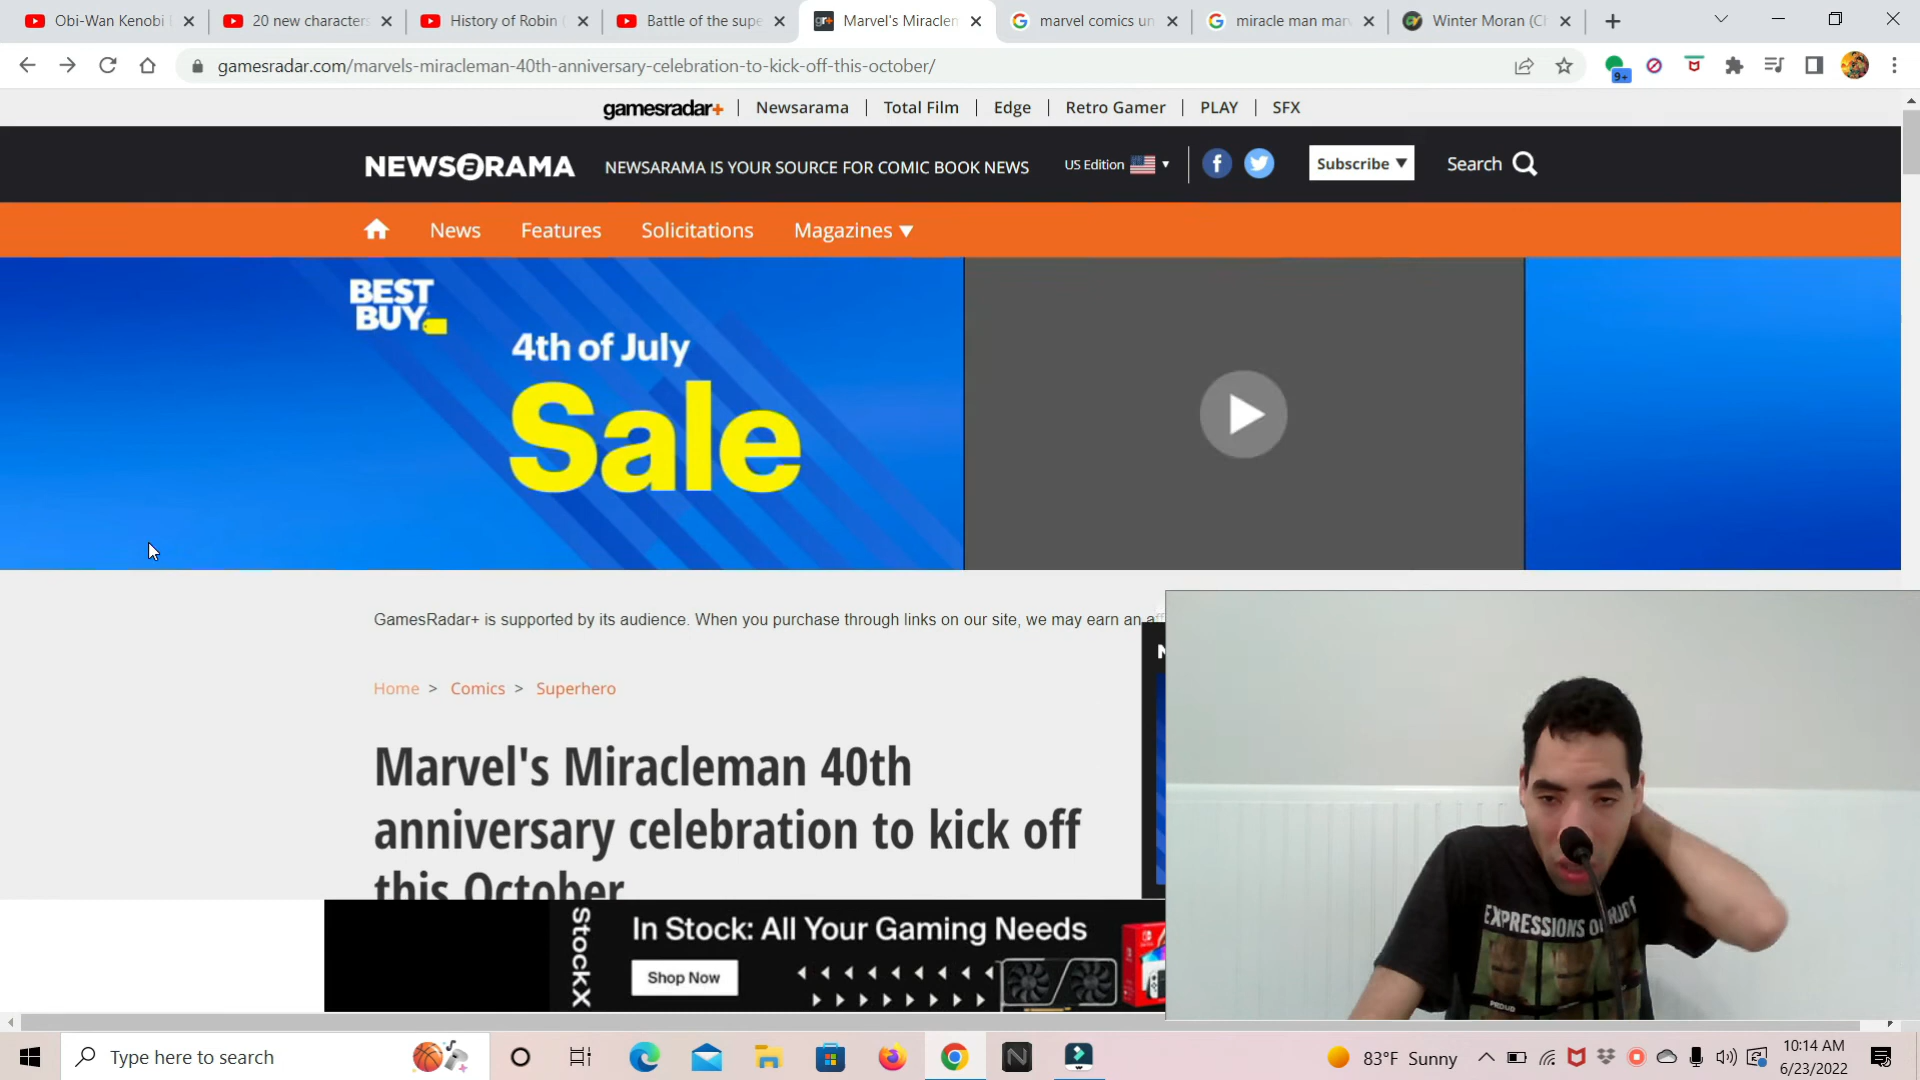 Obi-Wan Kenobi
20 new characters
History of Robin
Battle of the supe
gr+ Marvel's Miraclem
marvel comics un
miracle man mar
Winter Moran (C
gamesradar.com/marvels-miracleman-40th-anniversary-celebration-to-kick-off-this-october/
9+
gamesradar+ | Newsarama | Total Film | Edge | Retro Gamer | PLAY | SFX
NEWSaRAMA NEWSARAMA IS YOUR SOURCE FOR COMIC BOOK NEWS US Edition Subscribe Search
News Features Solicitations Magazines
BEST
BUY
4th of July
Sale
GamesRadar+ is supported by its audience. When you purchase through links on our site, we may earn an
Home > Comics > Superhero
Marvel's Miracleman 40th
anniversary celebration to kick off
this October
EXPRESSIONS
PROUD
StockX
In Stock: All Your Gaming Needs
Shop Now
Type here to search
83°F Sunny
10:14 AM
6/23/2022